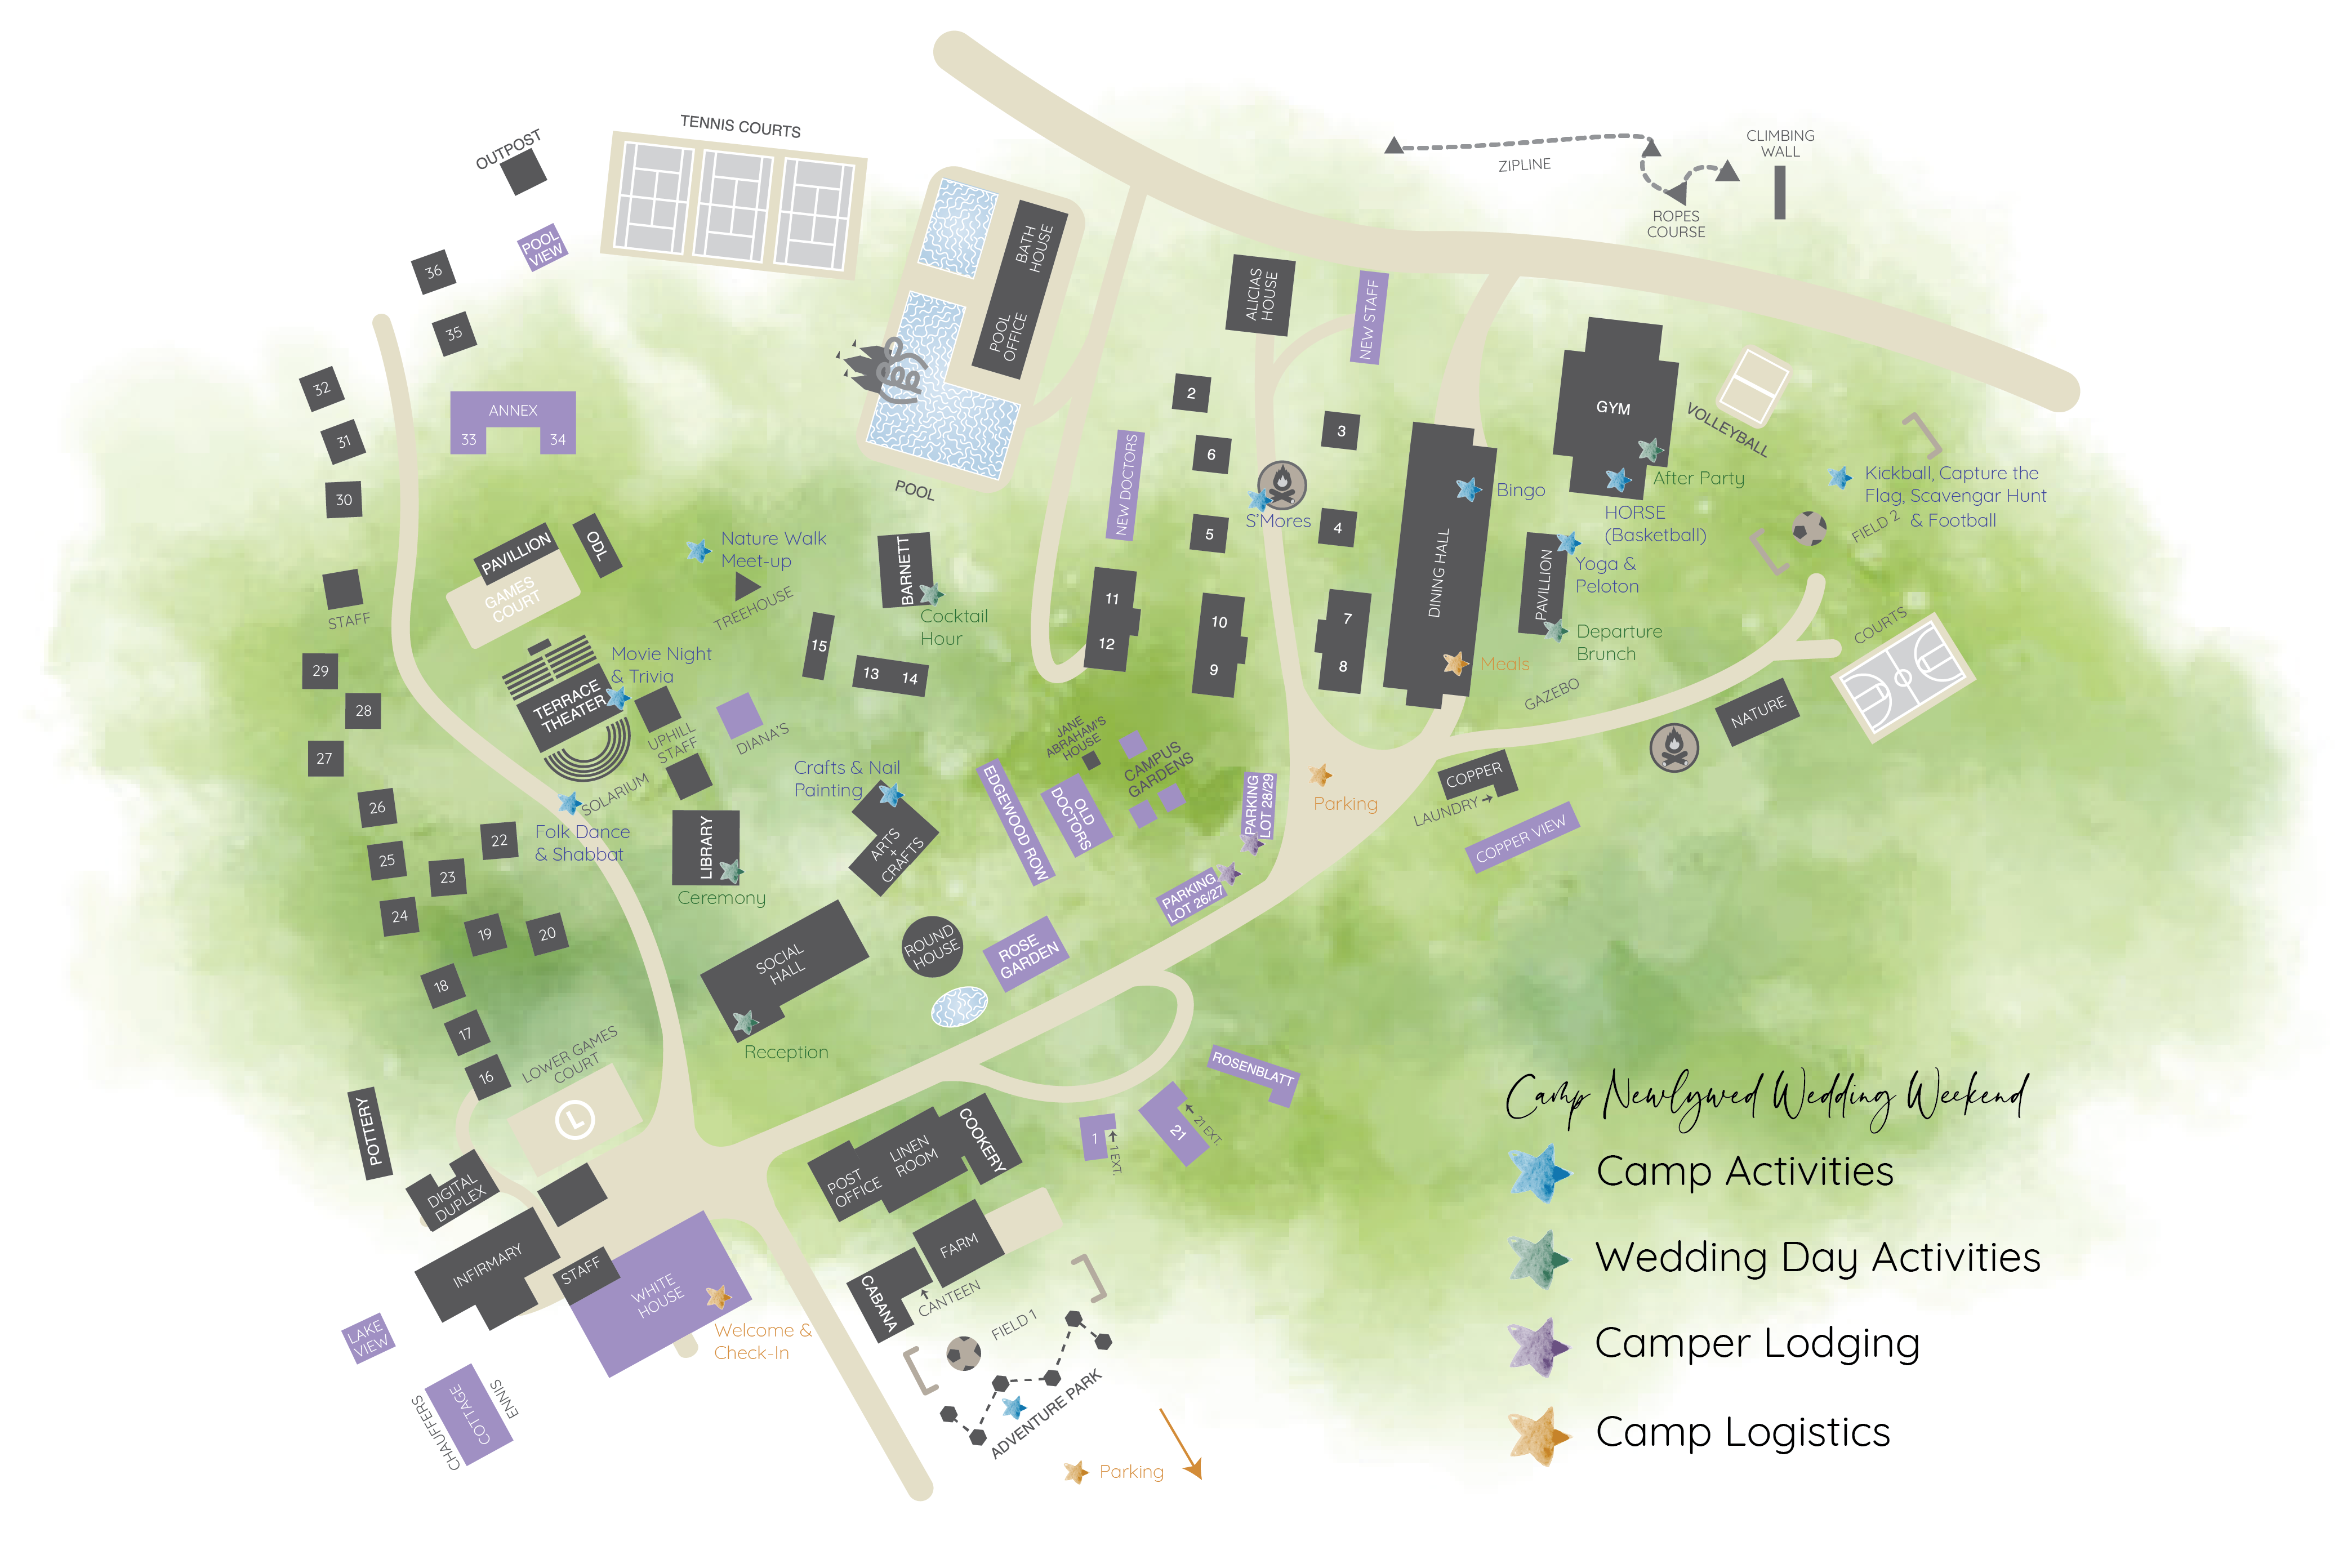 OUTPOST
TENNIS COURTS
POOL
VIEW
36
35
32
31
30
ANNEX
33 34
BATH
HOUSE
POOL
OFFICE
POOL
ZIPLINE
ROPES
COURSE
CLIMBING
WALL
ALICIAS
HOUSE
NEW STAFF
2
6
5
3
4
S'Mores
NEW DOCTORS
11
12
10
9
7
8
DINING HALL
Bingo
Meals
GYM
After Party
HORSE
(Basketball)
VOLLEYBALL
Kickball, Capture the
Flag, Scavengar Hunt
& Football
FIELD 2
PAVILLION
Yoga &
Peloton
Departure
Brunch
GAZEBO
COURTS
NATURE
PAVILLION
GAMES
COURT
ODL
Nature Walk
Meet-up
TREEHOUSE
BARNETT
Cocktail
Hour
15
13 14
STAFF
29
28
27
26
25
24
22
23
19
20
18
17
16
Movie Night
& Trivia
TERRACE
THEATER
UPHILL
STAFF
DIANA'S
SOLARIUM
Folk Dance
& Shabbat
LIBRARY
Ceremony
Crafts & Nail
Painting
ARTS
+
CRAFTS
JANE
ABRAHAM'S
HOUSE
CAMPUS
GARDENS
EDGEWOOD ROW
OLD
DOCTORS
PARKING
LOT 28/29
PARKING
LOT 26/27
Parking
COPPER
LAUNDRY
COPPER VIEW
SOCIAL
HALL
Reception
ROUND
HOUSE
ROSE
GARDEN
LOWER GAMES
COURT
L
POTTERY
DIGITAL
DUPLEX
INFIRMARY
STAFF
WHITE
HOUSE
Welcome &
Check-In
LAKE
VIEW
CHAUFFERS
COTTAGE
ENNIS
POST
OFFICE
LINEN
ROOM
COOKERY
FARM
CABANA
CANTEEN
FIELD 1
ADVENTURE PARK
Parking
1
1 EXT.
21
21 EXT.
ROSENBLATT
Camp Newlywed Wedding Weekend
Camp Activities
Wedding Day Activities
Camper Lodging
Camp Logistics